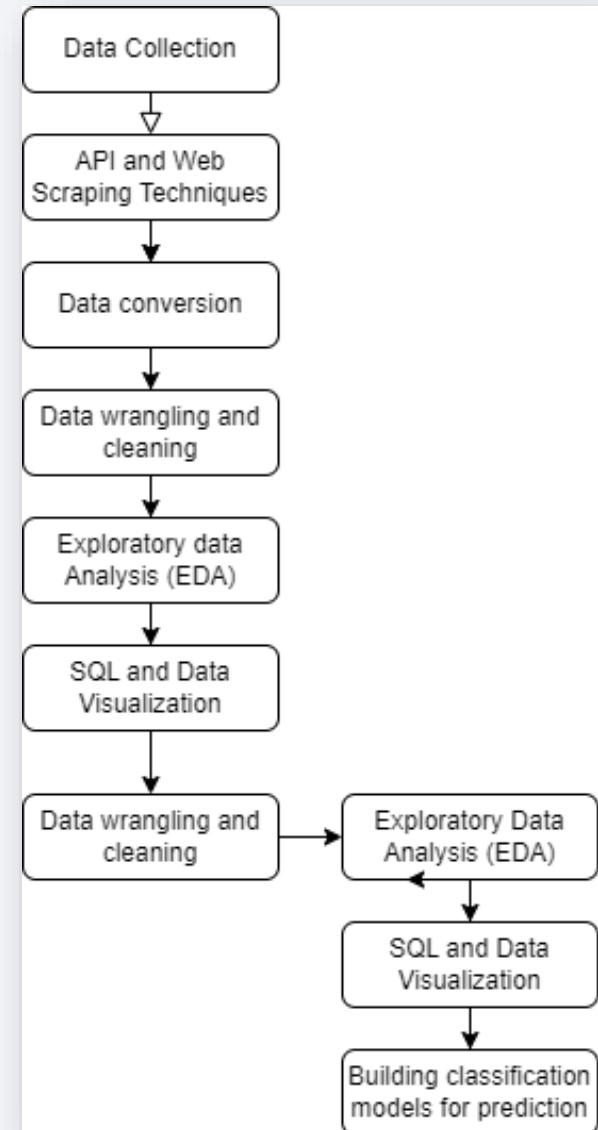 Data Collection
API and Web
Scraping Techniques
Data conversion
Data wrangling and
cleaning
Exploratory data
Analysis (EDA)
SQL and Data
Visualization
Data wrangling and
cleaning
Exploratory Data
Analysis (EDA)
SQL and Data
Visualization
Building classification
models for prediction